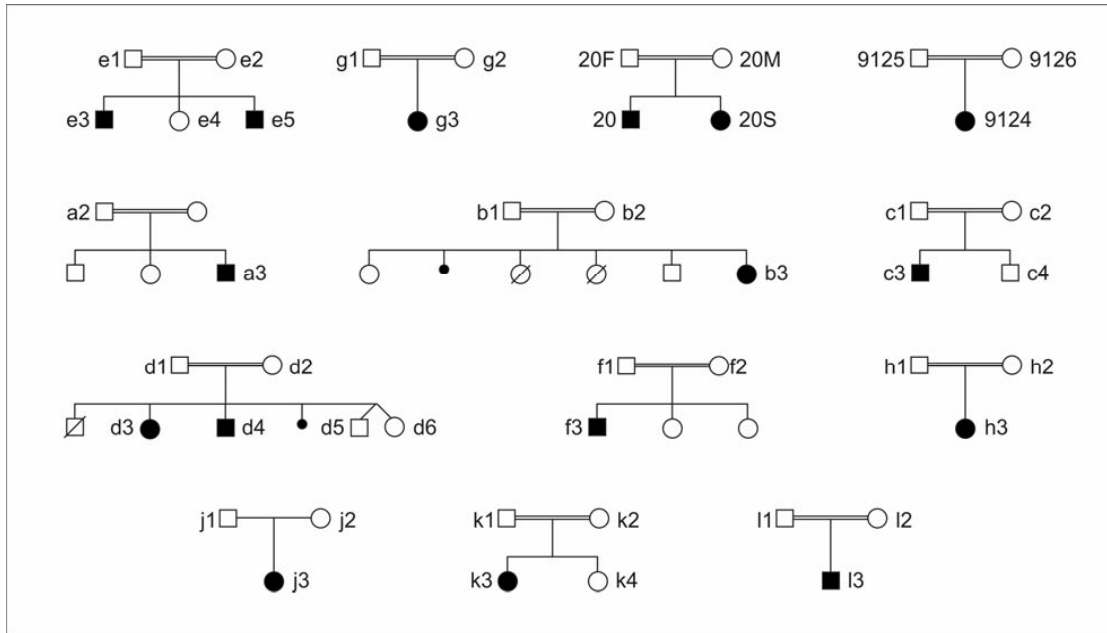 e1 e2 g1 g2 20F 20M 9125 9126
e3 e4 e5 g3 20 20S 9124
a2 b1 b2 c1 c2
a3 b3 c3 c4
d1 d2 f1 f2 h1 h2
d3 d4 d5 d6 f3 h3
j1 j2 k1 k2 l1 l2
j3 k3 k4 l3